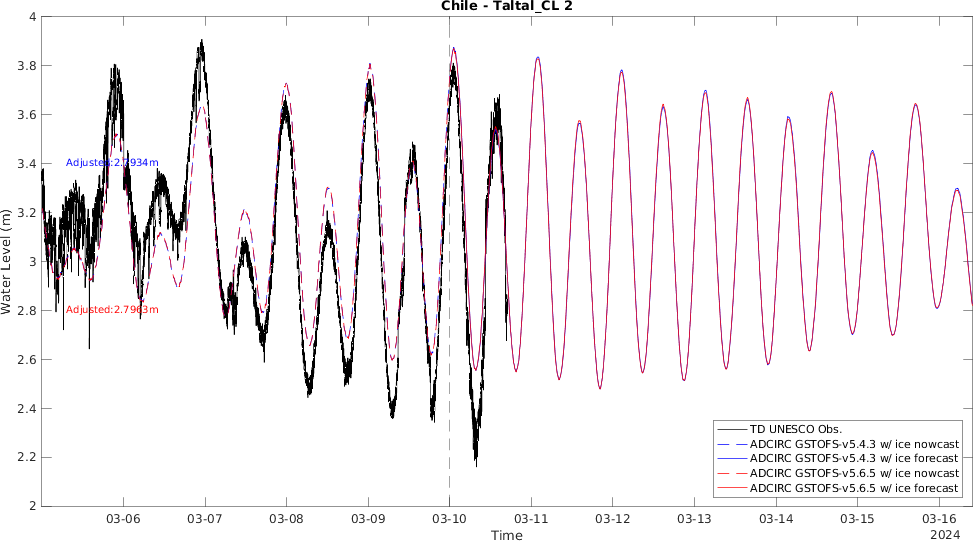 Chile - Taltal_CL 2
Water Level (m)
4
3.8
3.6
3.4
3.2
3
2.8
2.6
2.4
2.2
2
Adjusted:2.7934m
Adjusted:2.7963m
TD UNESCO Obs.
ADCIRC GSTOFS-v5.4.3 w/ ice nowcast
ADCIRC GSTOFS-v5.4.3 w/ ice forecast
ADCIRC GSTOFS-v5.6.5 w/ ice nowcast
ADCIRC GSTOFS-v5.6.5 w/ ice forecast
03-06 03-07 03-08 03-09 03-10 03-11 03-12 03-13 03-14 03-15 03-16
Time 2024